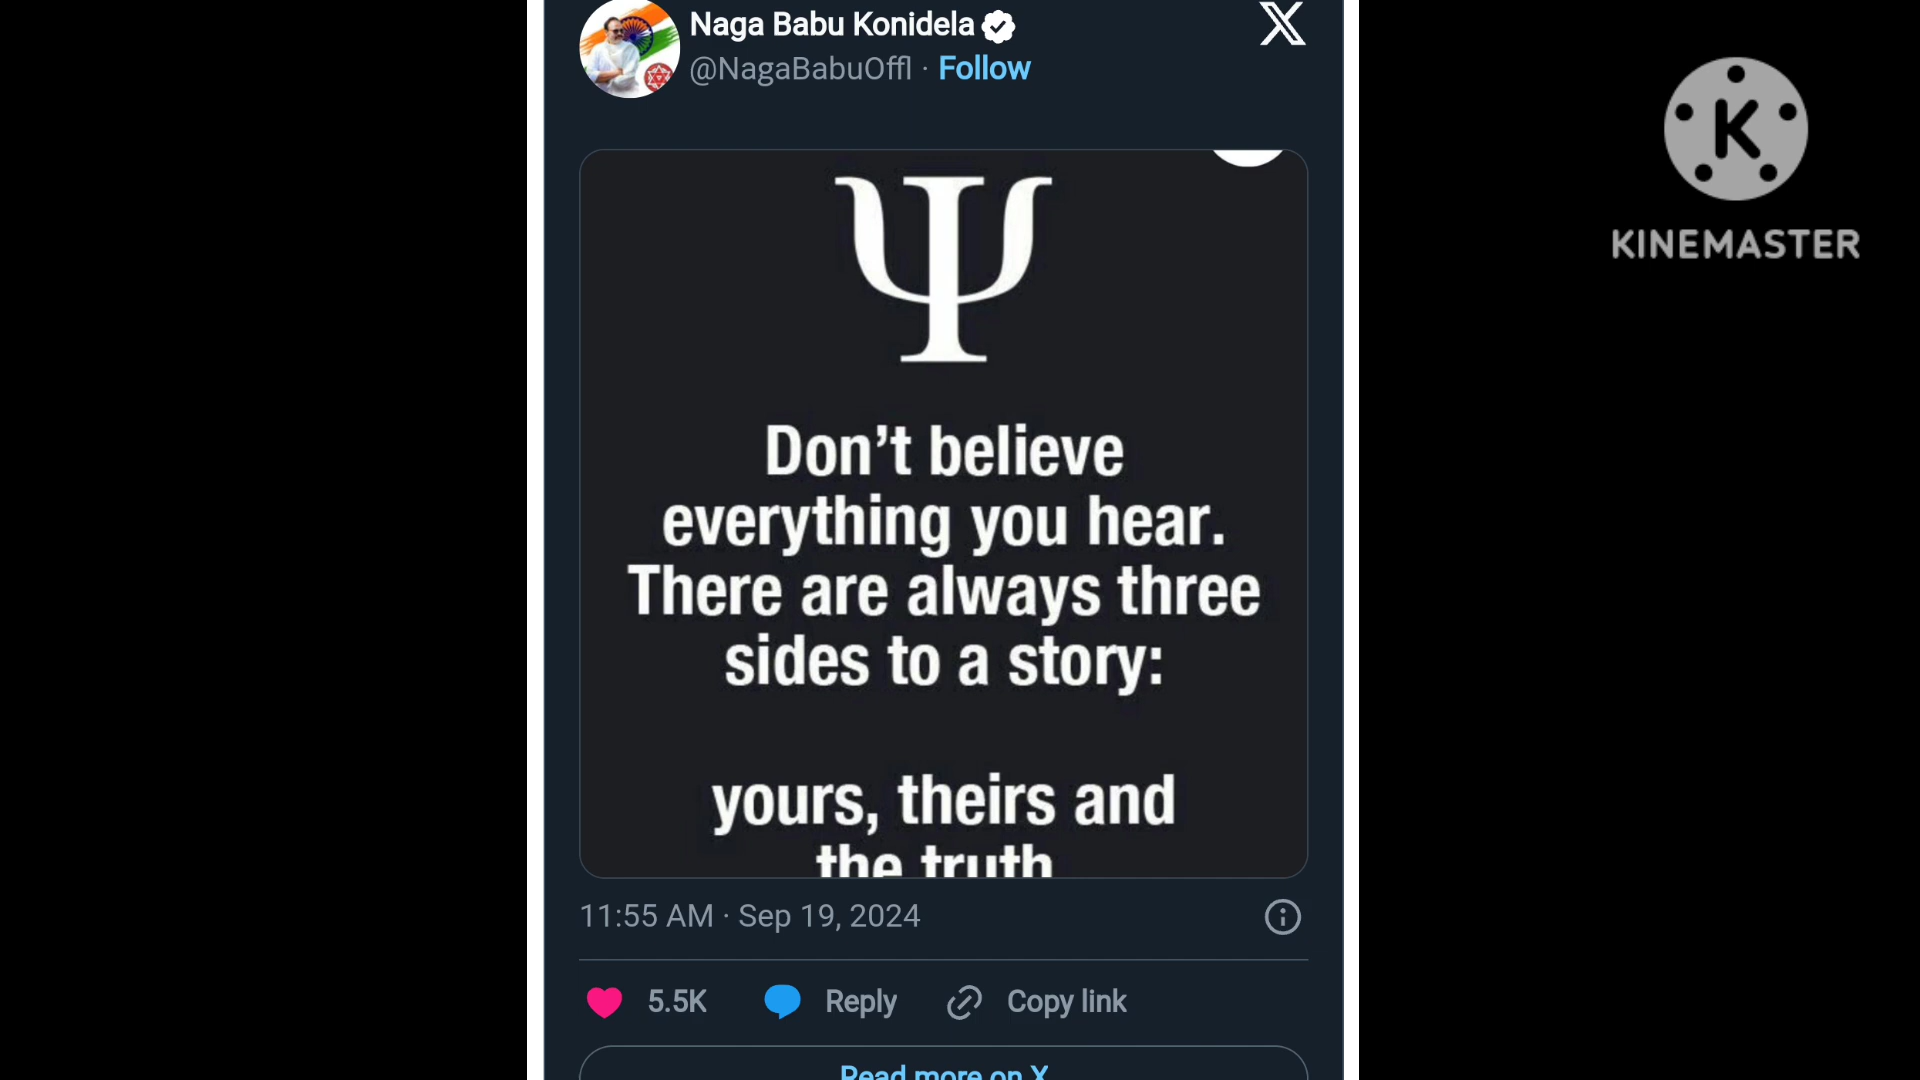 Naga Babu Konidela
@NagaBabuOffl · Follow
Ψ
Don’t believe
everything you hear.
There are always three
sides to a story:
yours, theirs and
the truth
11:55 AM · Sep 19, 2024
5.5K Reply Copy link
Read more on X
K
KINEMASTER